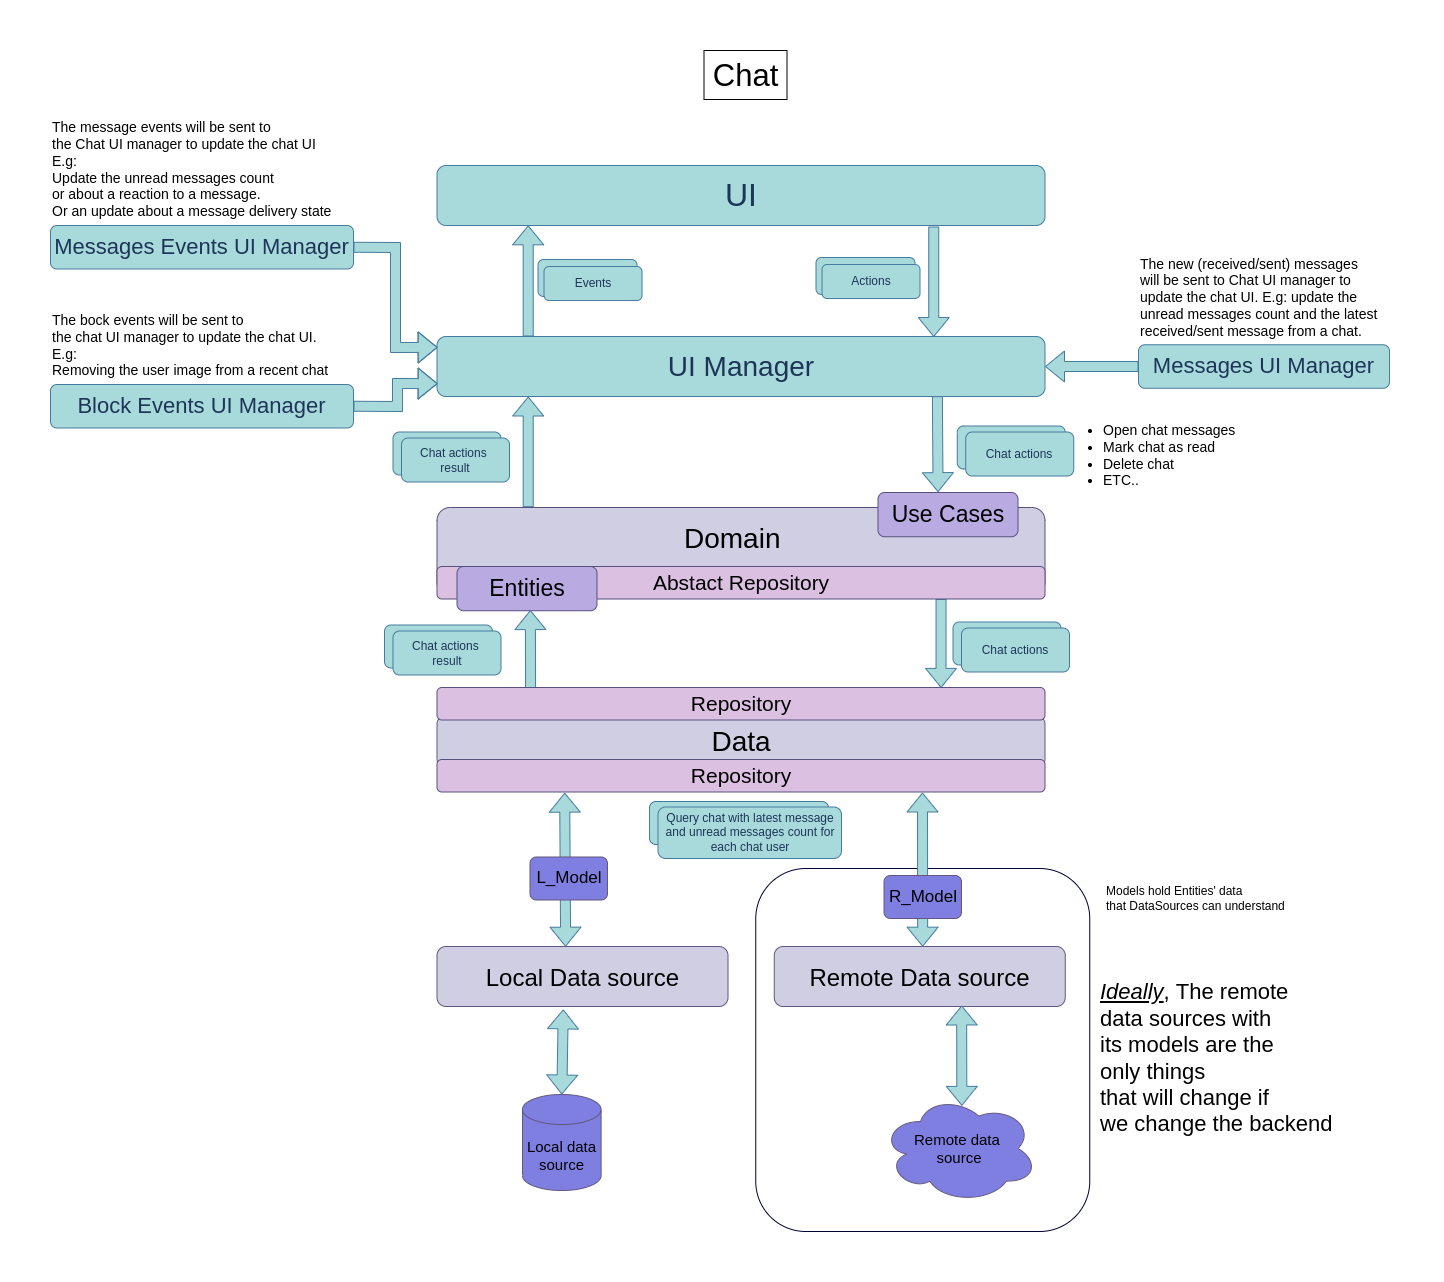 Chat
The message events will be sent to
the Chat UI manager to update the chat UI
E.g:
Update the unread messages count
or about a reaction to a message.
Or an update about a message delivery state
Messages Events UI Manager
UI
Events
Actions
The bock events will be sent to
the chat UI manager to update the chat UI.
E.g:
Removing the user image from a recent chat
Block Events UI Manager
UI Manager
The new (received/sent) messages
will be sent to Chat UI manager to
update the chat UI. E.g: update the
unread messages count and the latest
received/sent message from a chat.
Messages UI Manager
Chat actions
result
Chat actions
• Open chat messages
• Mark chat as read
• Delete chat
• ETC..
Use Cases
Domain
Abstact Repository
Entities
Chat actions
result
Chat actions
Repository
Data
Repository
Query chat with latest message
and unread messages count for
each chat user
L_Model
R_Model
Models hold Entities' data
that DataSources can understand
Local Data source
Remote Data source
Ideally, The remote
data sources with
its models are the
only things
that will change if
we change the backend
Local data
source
Remote data
source